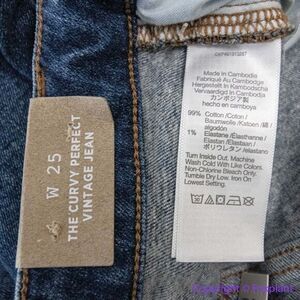 W 25
THE CURVY PERFECT
VINTAGE JEAN
Made in Cambodia
Fabriqué au Cambodge
Hergestellt in Kambodscha
Vervaardigd in Cambodja
カンボジア製
hecho en camboya
99% Cotton /Coton /
Baumwolle /Katoen /綿 /
algodón
1% Elastane /Élasthanne /
Elastan /Elastaan /
ポリウレタン /elastano
Turn Inside Out. Machine
Wash Cold With Like Colors.
Non-Chlorine Bleach Only.
Tumble Dry Low. Iron On
Lowest Setting.